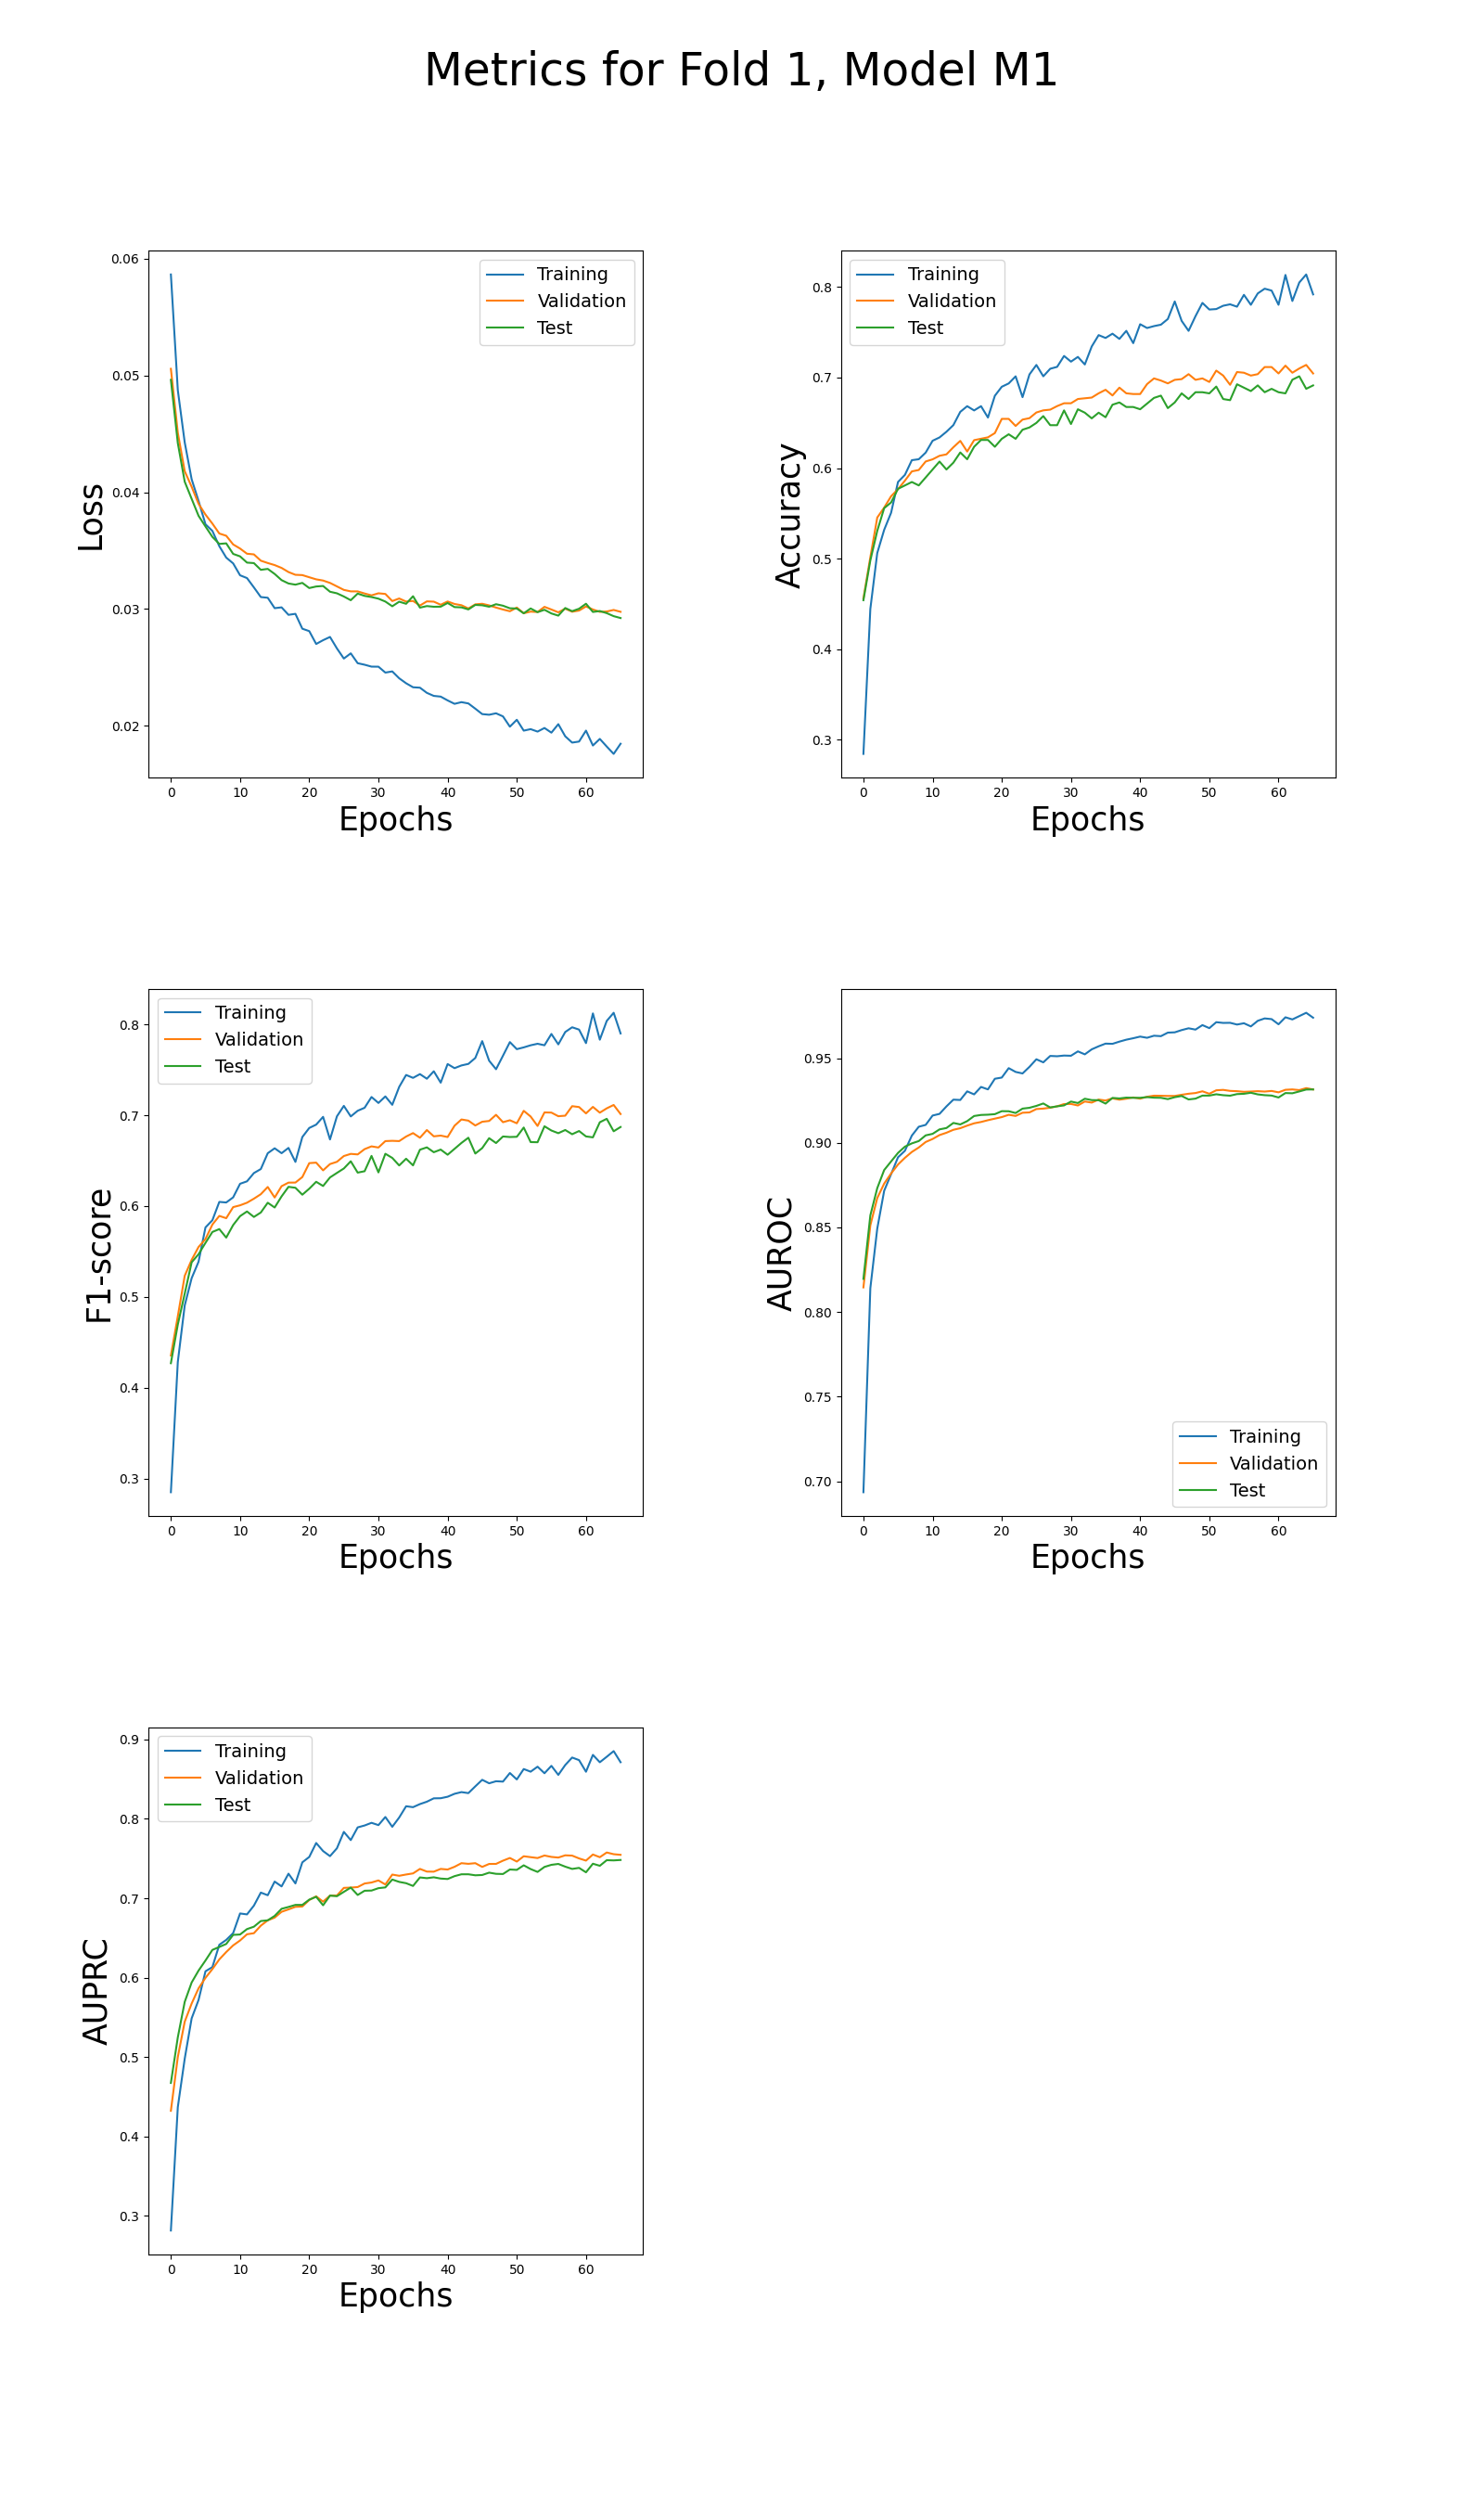 Metrics for Fold 1, Model M1
0.06
0.05
0.04
0.03
0.02
Loss
Training
Validation
Test
0 10 20 30 40 50 60
Epochs
0.8
0.7
0.6
0.5
0.4
0.3
Accuracy
Training
Validation
Test
0 10 20 30 40 50 60
Epochs
0.8
0.7
0.6
0.5
0.4
0.3
F1-score
Training
Validation
Test
0 10 20 30 40 50 60
Epochs
0.95
0.90
0.85
0.80
0.75
0.70
AUROC
Training
Validation
Test
0 10 20 30 40 50 60
Epochs
0.9
0.8
0.7
0.6
0.5
0.4
0.3
AUPRC
Training
Validation
Test
0 10 20 30 40 50 60
Epochs